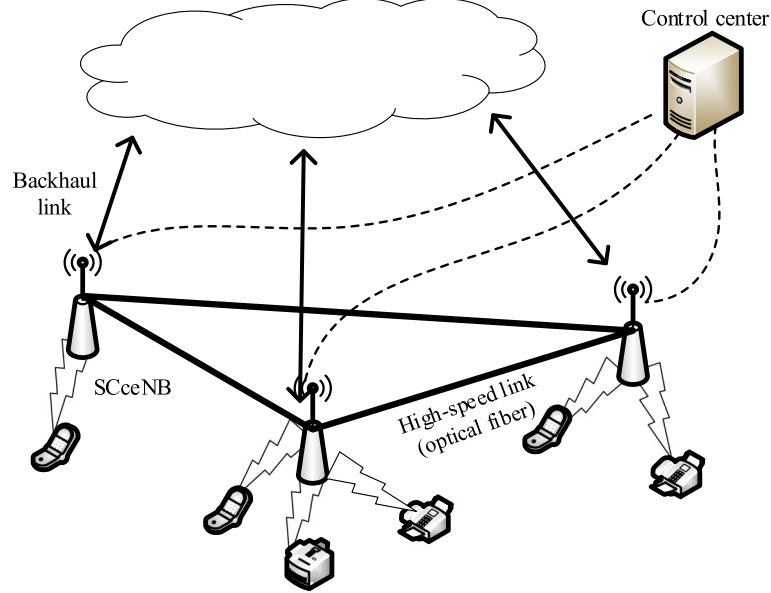 Control center
Backhaul
link
SCceNB
High-speed link
(optical fiber)